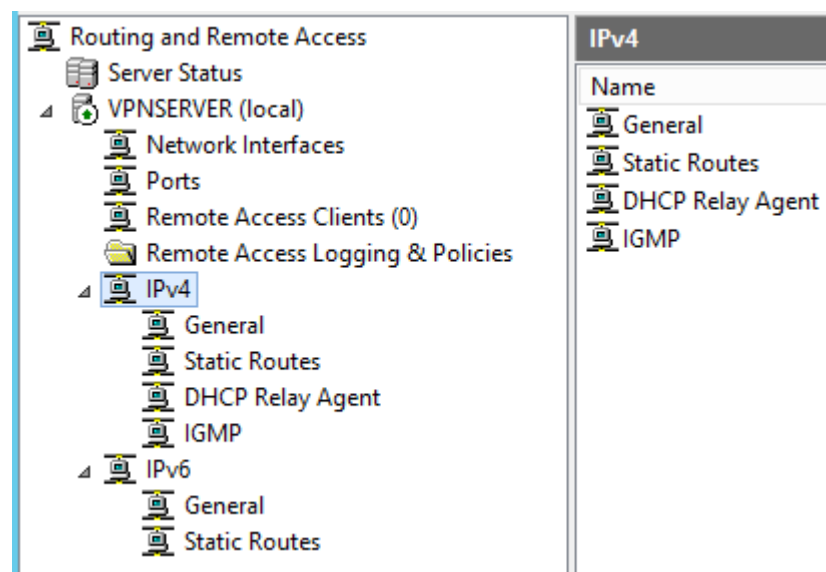 Routing and Remote Access
Server Status
VPNSERVER (local)
Network Interfaces
Ports
Remote Access Clients (0)
Remote Access Logging & Policies
IPv4
General
Static Routes
DHCP Relay Agent
IGMP
IPv6
General
Static Routes
IPv4
Name
General
Static Routes
DHCP Relay Agent
IGMP